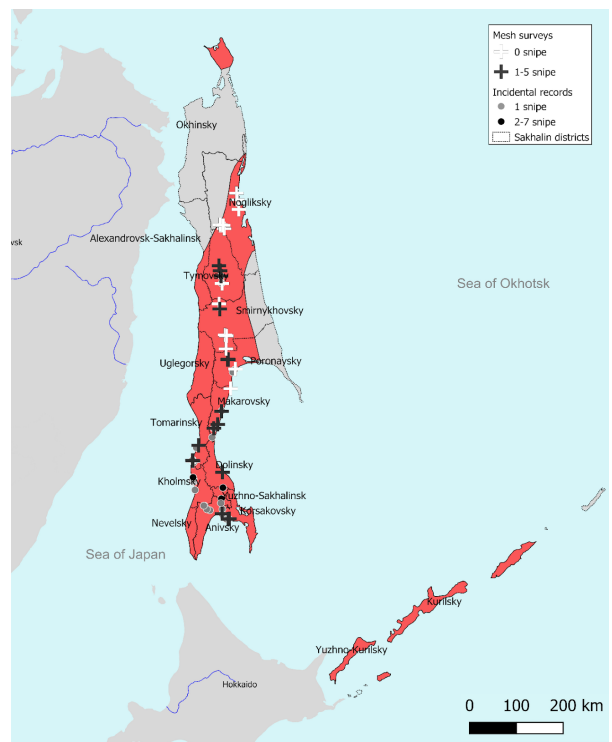 Mesh surveys
0 snipe
1-5 snipe
Incidental records
1 snipe
2-7 snipe
Sakhalin districts
Okhinsky
Nogliksky
Alexandrovsk-Sakhalinsk
vsk
Tymovsky
Sea of Okhotsk
Smirnykhovsky
Uglegorsky
Poronaysky
Makarovsky
Tomarinsky
Dolinsky
Kholmsky
Yuzhno-Sakhalinsk
Korsakovsky
Nevelsky
Anivsky
Sea of Japan
Kurilsky
Yuzhno-Kurilsky
Hokkaido
0 100 200 km